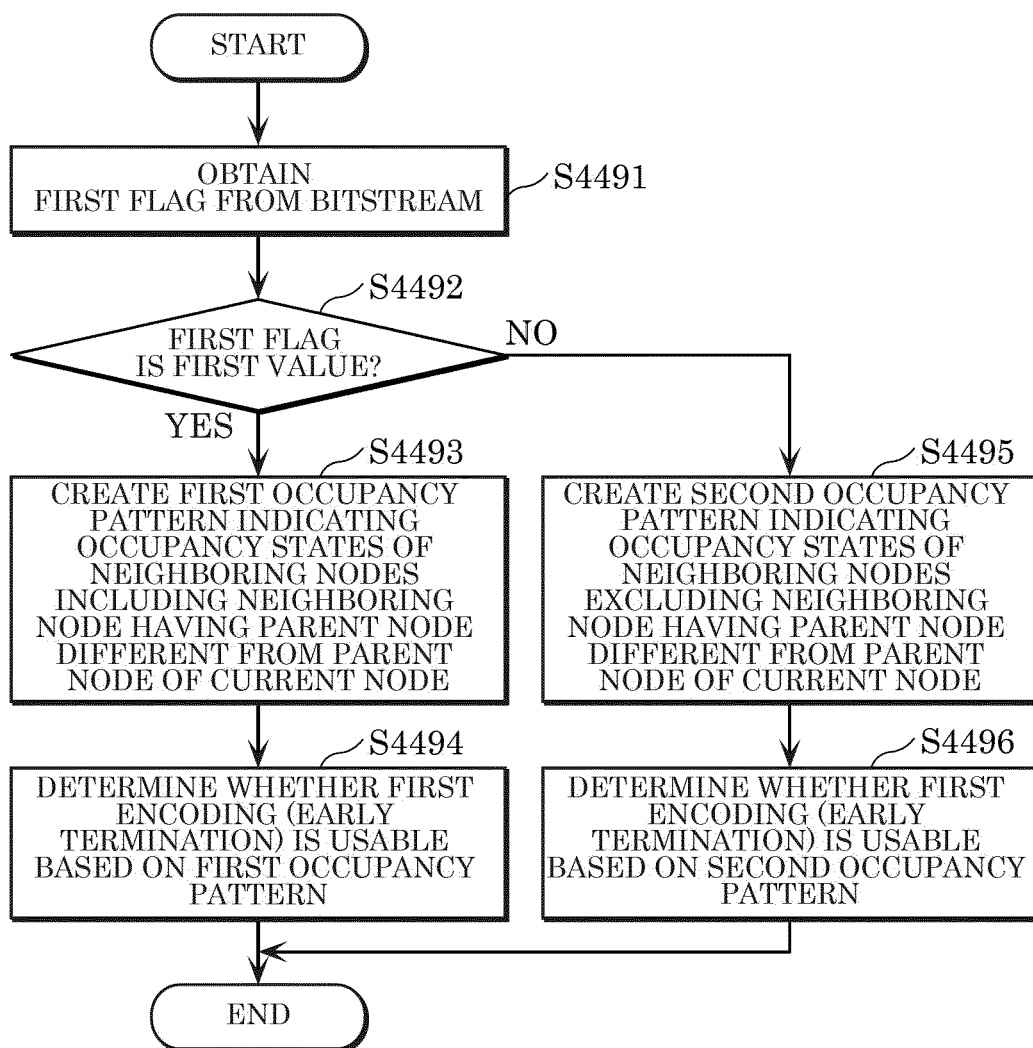 START
OBTAIN
FIRST FLAG FROM BITSTREAM
S4491
S4492
FIRST FLAG
IS FIRST VALUE?
NO
YES
S4493
CREATE FIRST OCCUPANCY
PATTERN INDICATING
OCCUPANCY STATES OF
NEIGHBORING NODES
INCLUDING NEIGHBORING
NODE HAVING PARENT NODE
DIFFERENT FROM PARENT
NODE OF CURRENT NODE
S4495
CREATE SECOND OCCUPANCY
PATTERN INDICATING
OCCUPANCY STATES OF
NEIGHBORING NODES
EXCLUDING NEIGHBORING
NODE HAVING PARENT NODE
DIFFERENT FROM PARENT
NODE OF CURRENT NODE
S4494
DETERMINE WHETHER FIRST
ENCODING (EARLY
TERMINATION) IS USABLE
BASED ON FIRST OCCUPANCY
PATTERN
S4496
DETERMINE WHETHER FIRST
ENCODING (EARLY
TERMINATION) IS USABLE
BASED ON SECOND OCCUPANCY
PATTERN
END